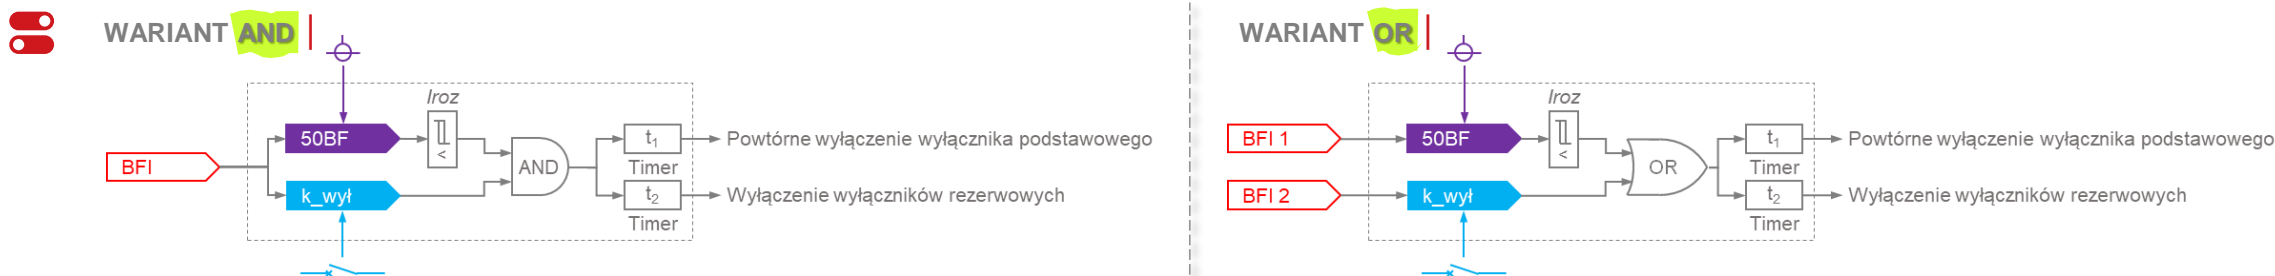 WARIANT AND
Iroz
50BF
<
t1
Powtórne wyłączenie wyłącznika podstawowego
BFI
AND
Timer
k_wył
t2
Wyłączenie wyłączników rezerwowych
Timer
WARIANT OR
Iroz
BFI 1
50BF
<
t1
Powtórne wyłączenie wyłącznika podstawowego
OR
Timer
BFI 2
k_wył
t2
Wyłączenie wyłączników rezerwowych
Timer